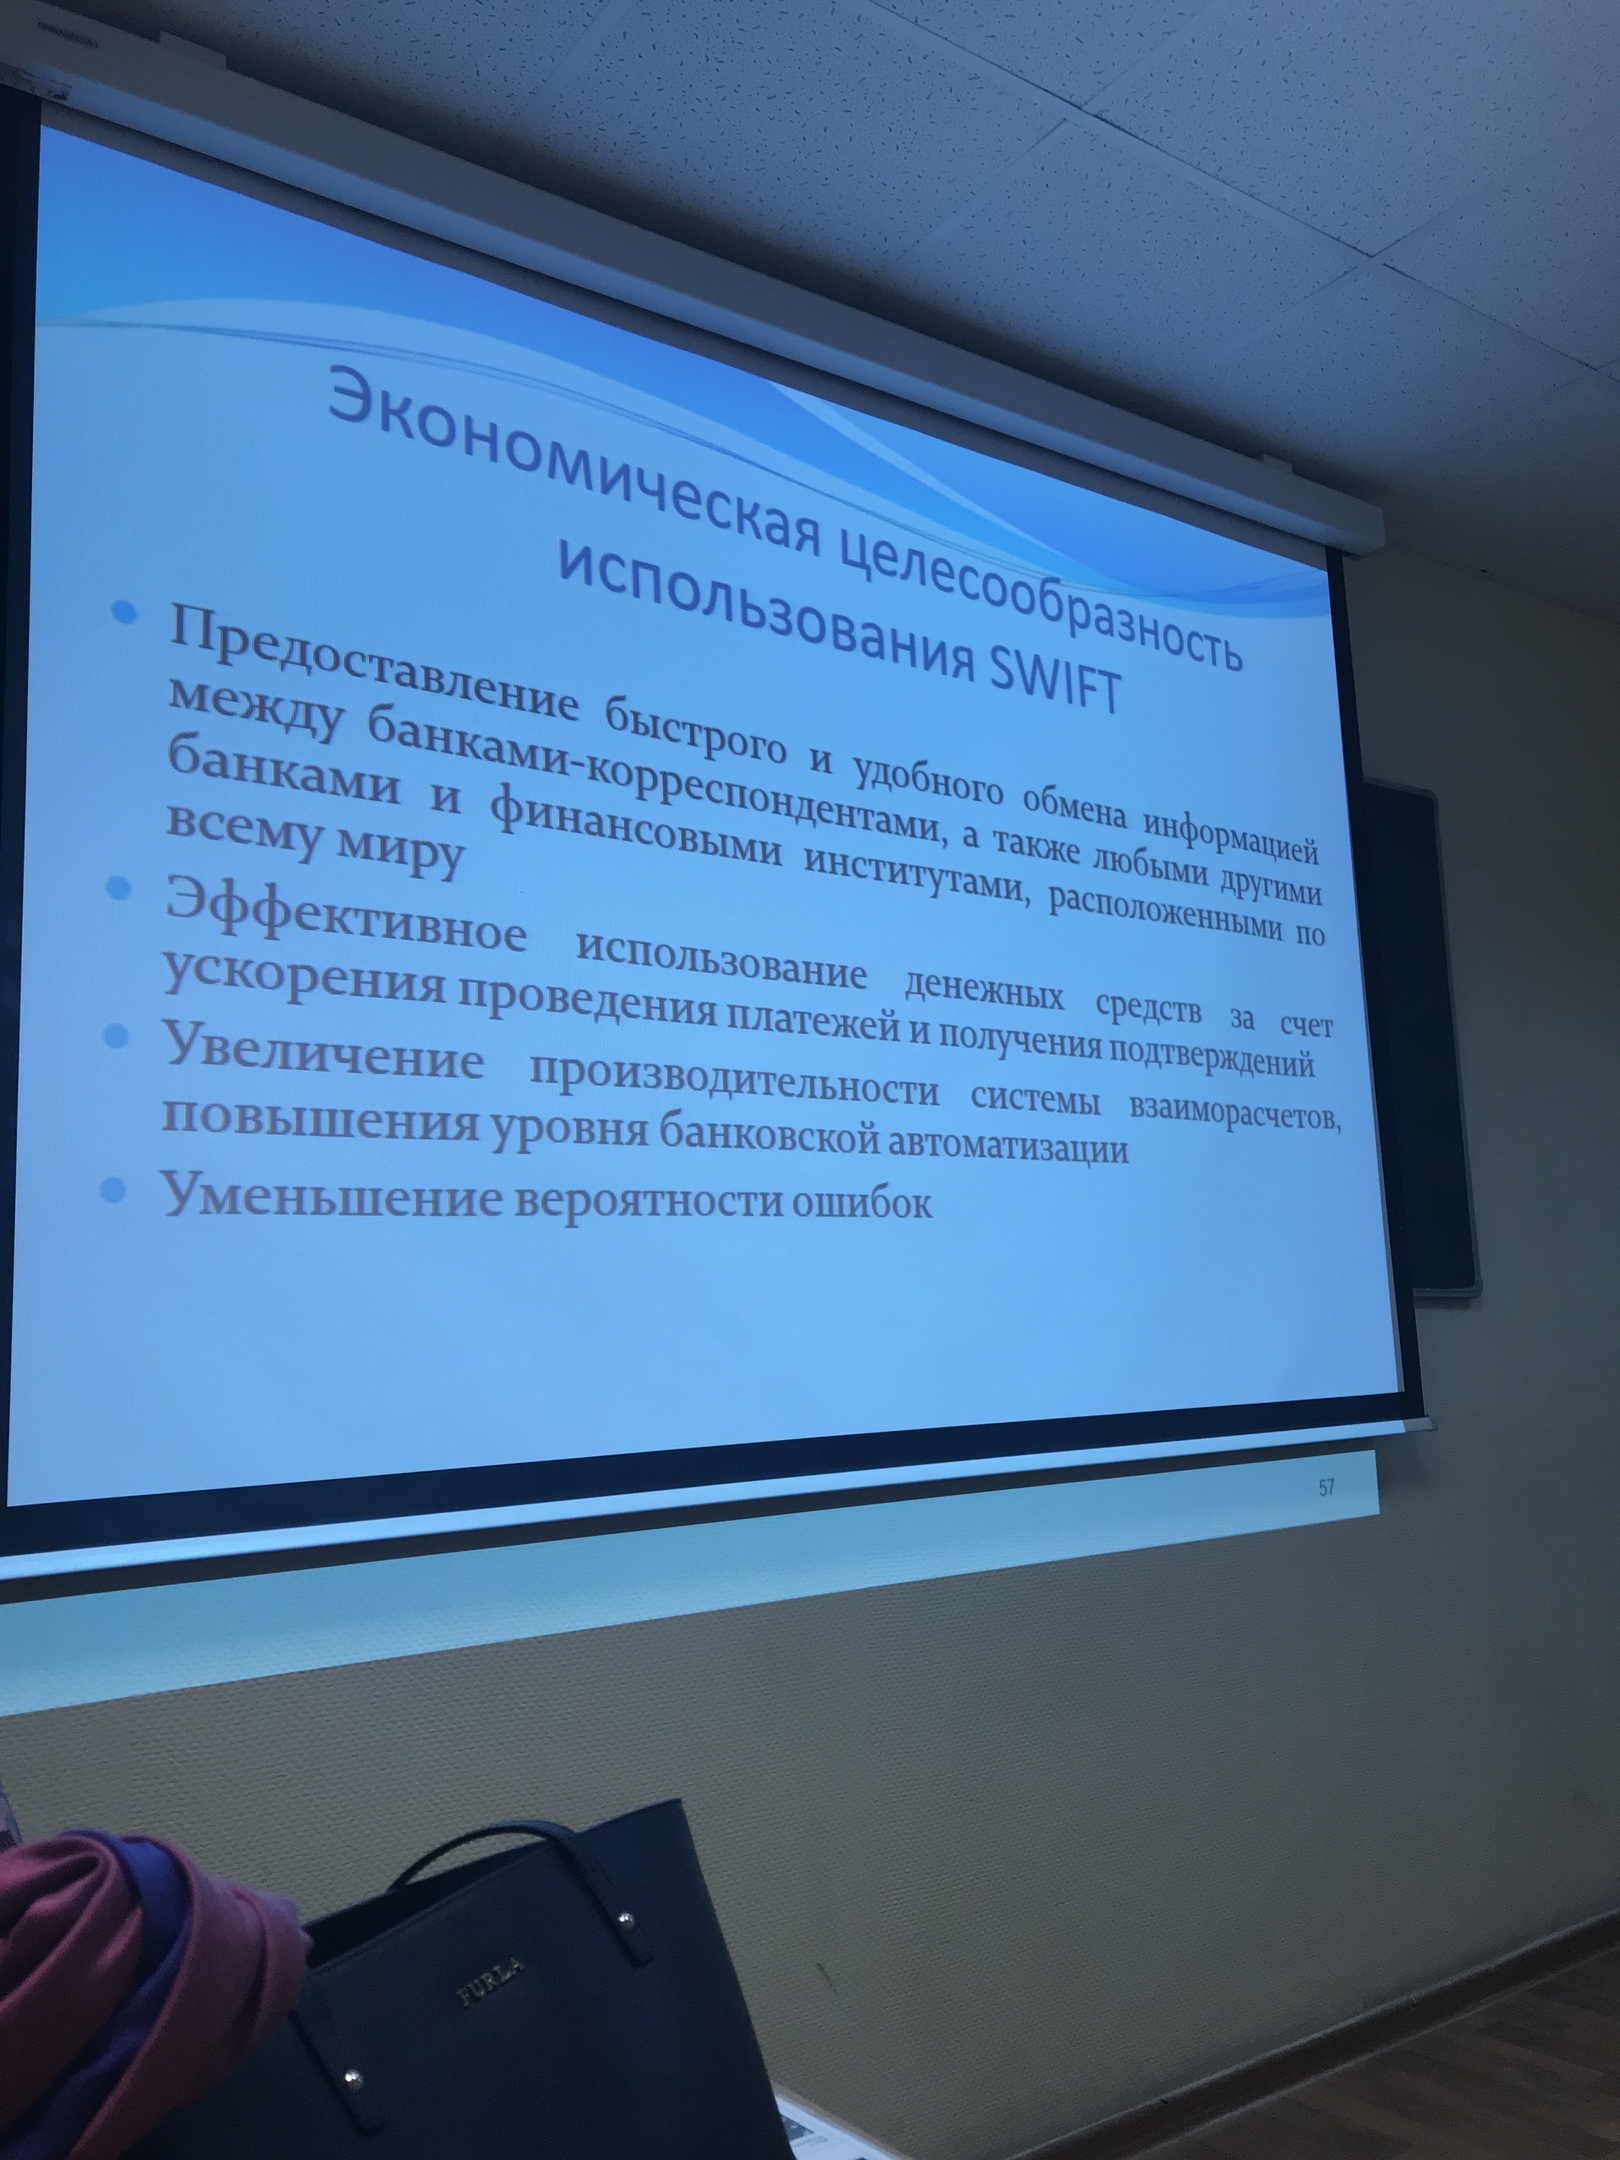 Экономическая целесообразность
использования SWIFT
Предоставление быстрого и удобного обмена информацией
между банками-корреспондентами, а также любыми другими
банками и финансовыми институтами, расположенными по
всему миру
Эффективное использование денежных средств за счет
ускорения проведения платежей и получения подтверждений
Увеличение производительности системы взаиморасчетов,
повышения уровня банковской автоматизации
Уменьшение вероятности ошибок
57
FURLA